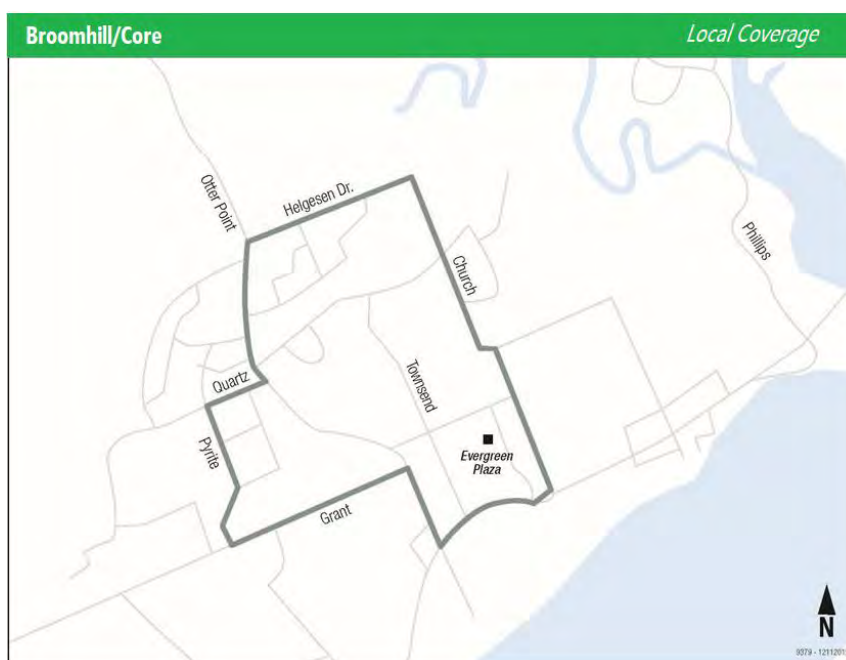 Broomhill/Core
Local Coverage
Otter Point
Helgesen Dr.
Church
Phillips
Quartz
Townsend
Pyrite
Evergreen
Plaza
Grant
N